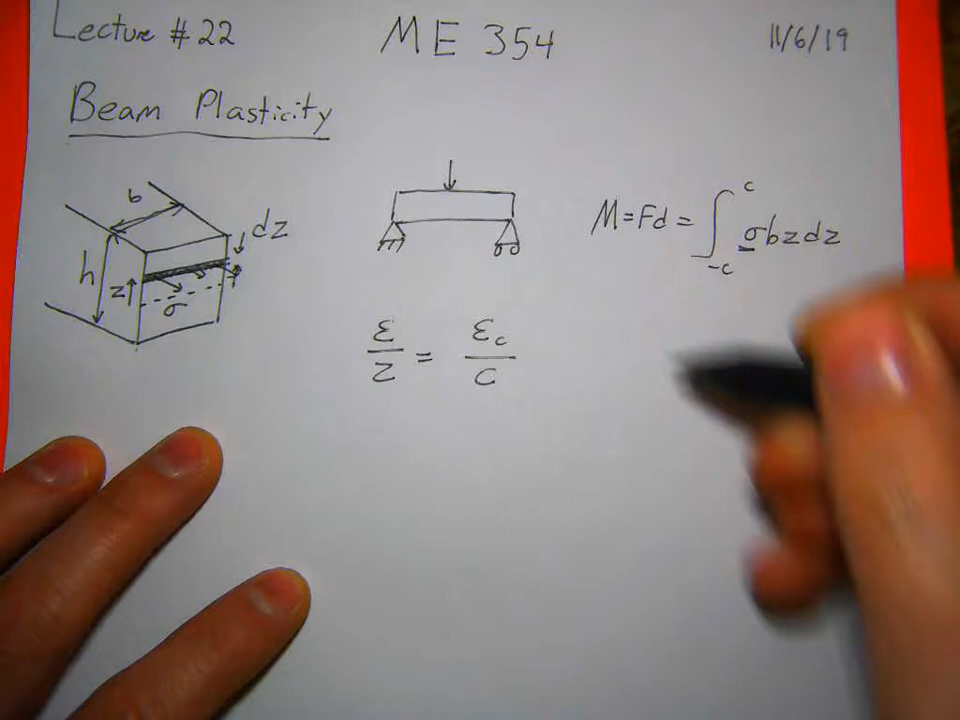 Lecture #22 ME 354 11/6/19
Beam Plasticity
b
dz
h
z
σ
M=Fd=∫_{-c}^{c} σbzdz
ε/z = ε_c/c